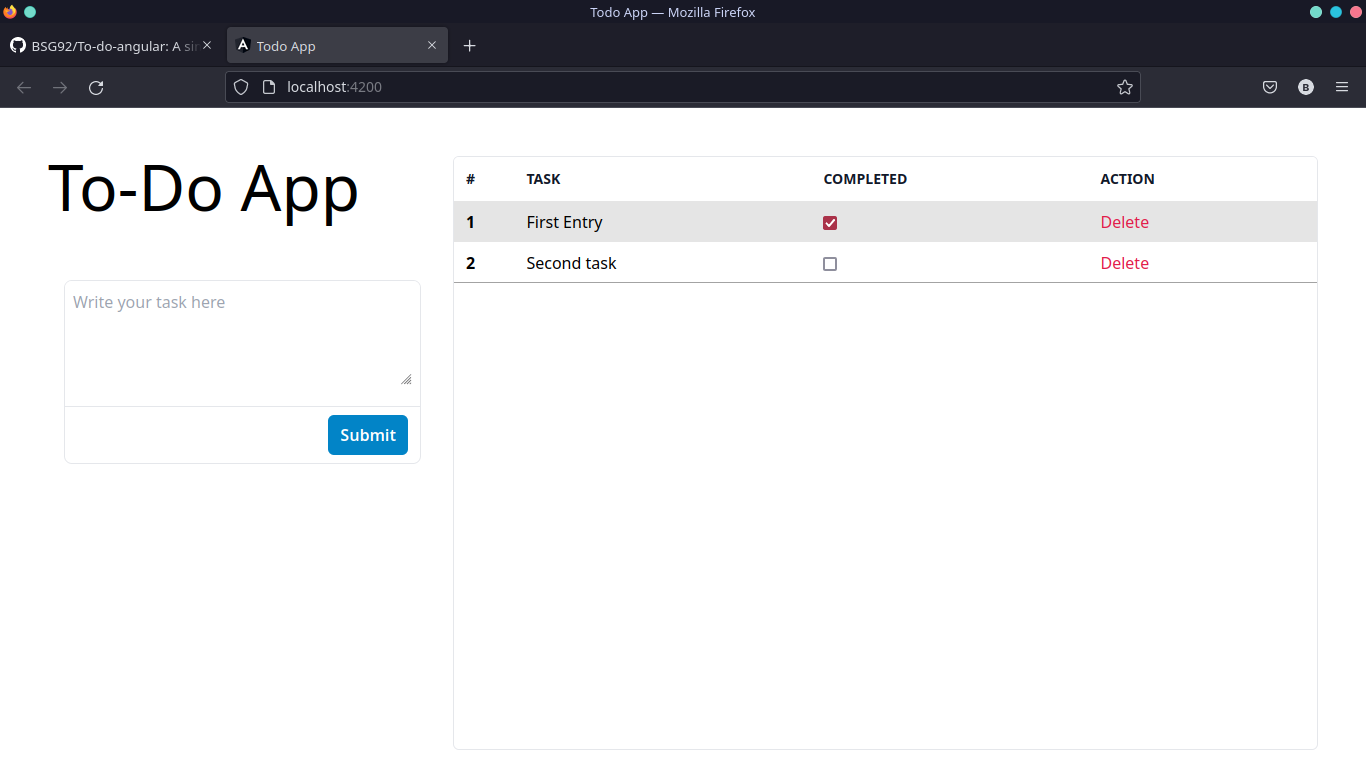 Todo App — Mozilla Firefox
BSG92/To-do-angular: A si
Todo App
localhost:4200
B
To-Do App
Write your task here
Submit
# TASK COMPLETED ACTION
1 First Entry Delete
2 Second task Delete